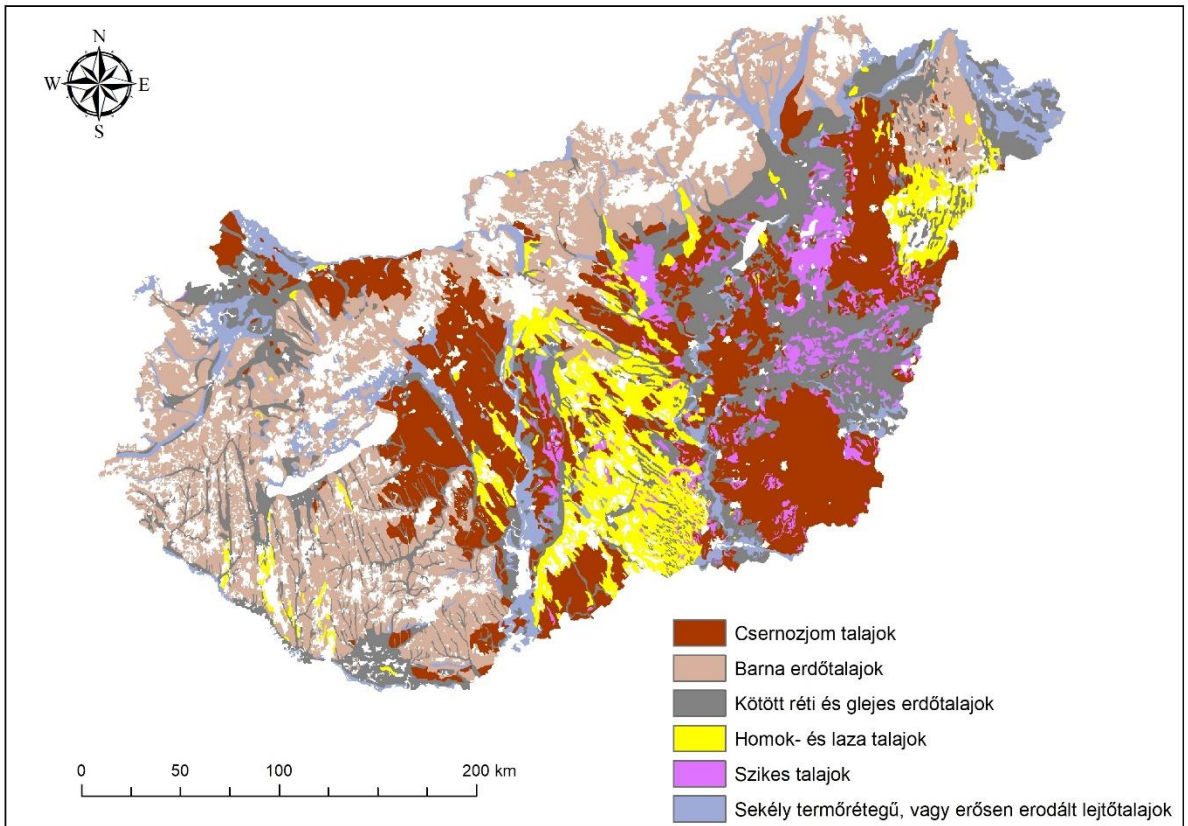 N
W E
S
Csernozjom talajok
Barna erdőtalajok
Kötött réti és glejes erdőtalajok
Homok- és laza talajok
Szikes talajok
Sekély termőrétegű, vagy erősen erodált lejtőtalajok
0 50 100 200 km